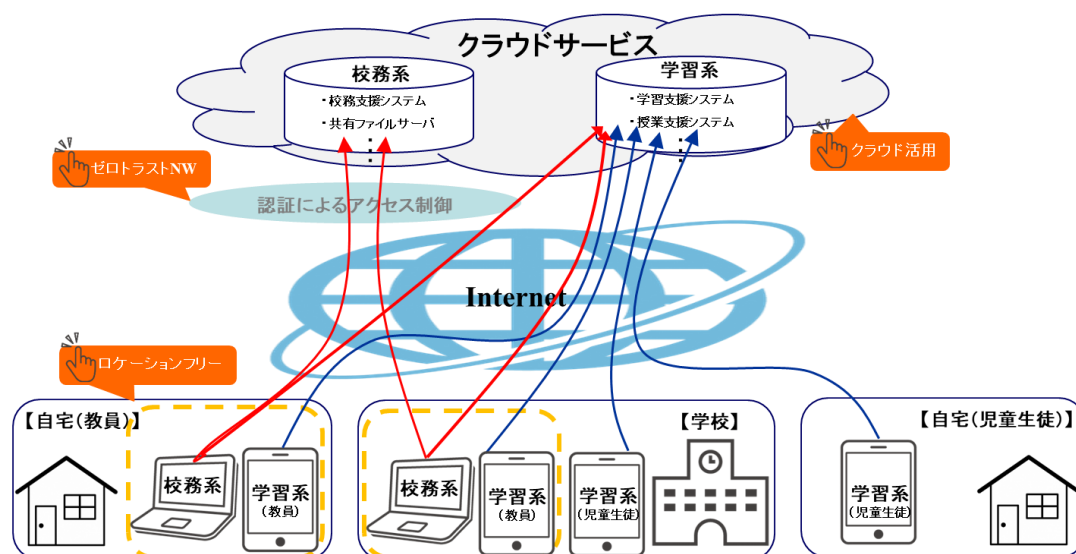 クラウドサービス
校務系
・校務支援システム
・共有ファイルサーバ
学習系
・学習支援システム
・授業支援システム
クラウド活用
ゼロトラストNW
認証によるアクセス制御
Internet
ロケーションフリー
【自宅(教員)】
校務系
学習系
(教員)
【学校】
校務系
学習系
(教員)
学習系
(児童生徒)
【自宅(児童生徒)】
学習系
(児童生徒)